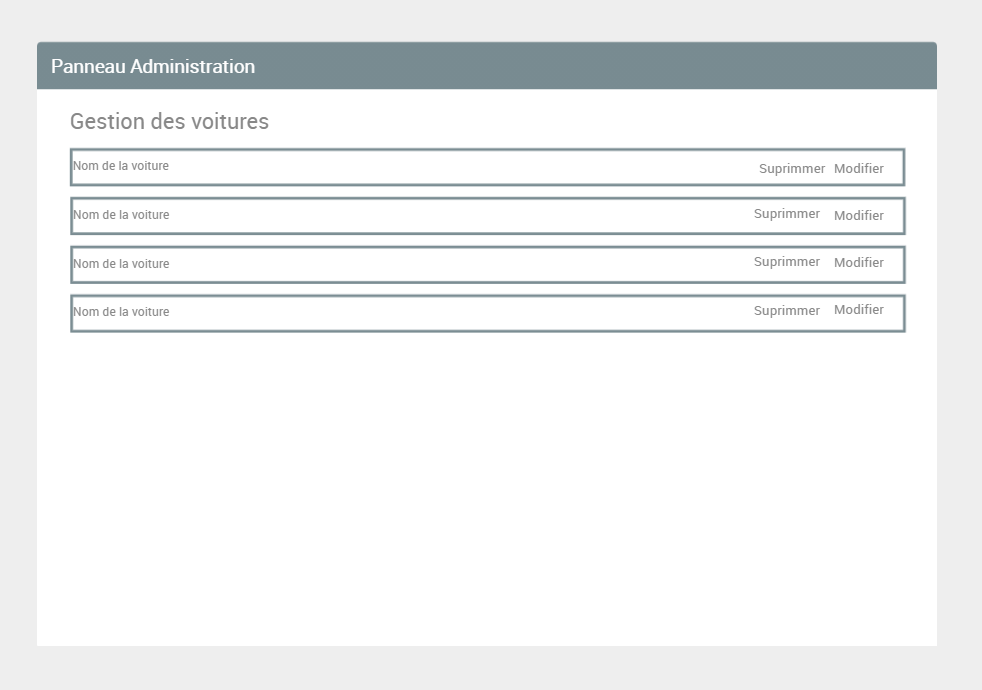 Panneau Administration
Gestion des voitures
Nom de la voiture Suprimmer Modifier
Nom de la voiture Suprimmer Modifier
Nom de la voiture Suprimmer Modifier
Nom de la voiture Suprimmer Modifier